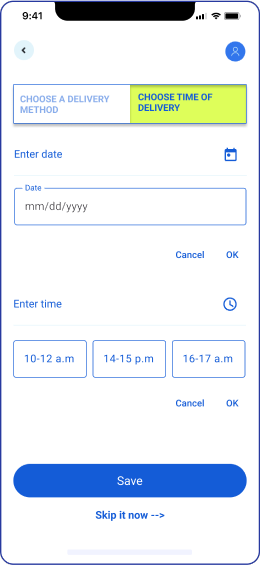 9:41
CHOOSE A DELIVERY
METHOD
CHOOSE TIME OF
DELIVERY
Enter date
Date
mm/dd/yyyy
Cancel OK
Enter time
10-12 a.m 14-15 p.m 16-17 a.m
Cancel OK
Save
Skip it now -->